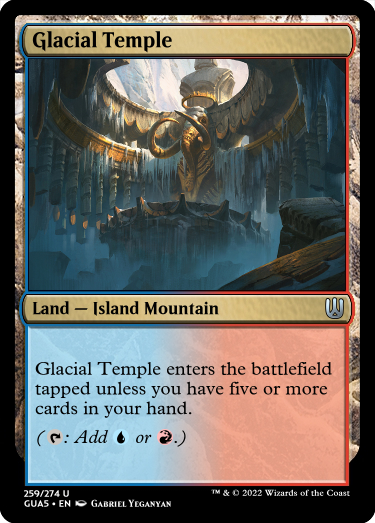 Glacial Temple
Land — Island Mountain
Glacial Temple enters the battlefield
tapped unless you have five or more
cards in your hand.
(: Add or .)
259/274 U
GUA5 • EN Gabriel Yeganyan
™ & © 2022 Wizards of the Coast